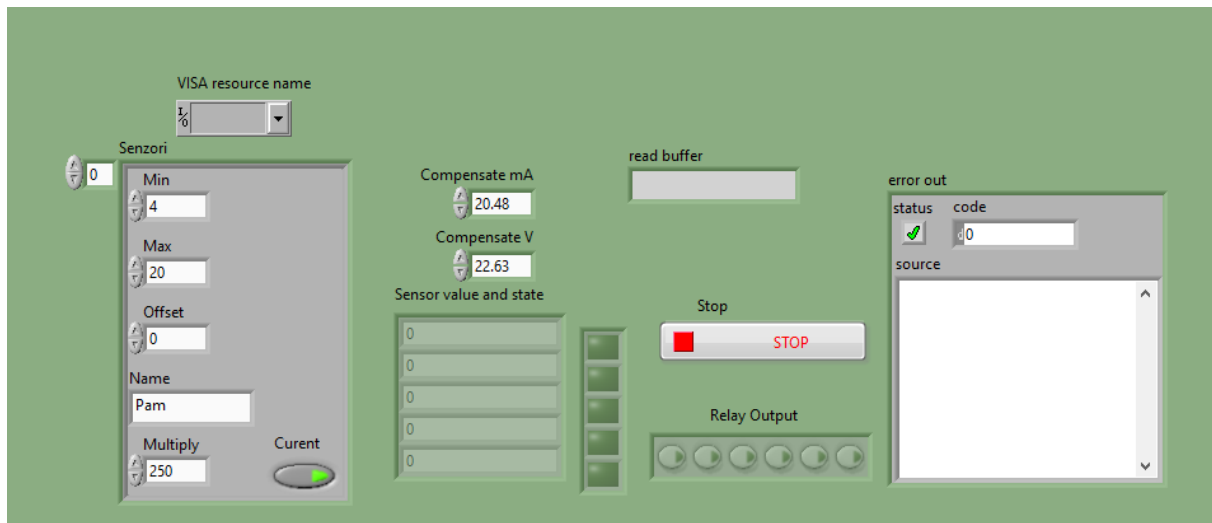 VISA resource name
I/O
Senzori
0
Min
4
Max
20
Offset
0
Name
Pam
Multiply
250
Curent
Compensate mA
20.48
Compensate V
22.63
Sensor value and state
0
0
0
0
0
read buffer
Stop
STOP
Relay Output
error out
status
code
d0
source